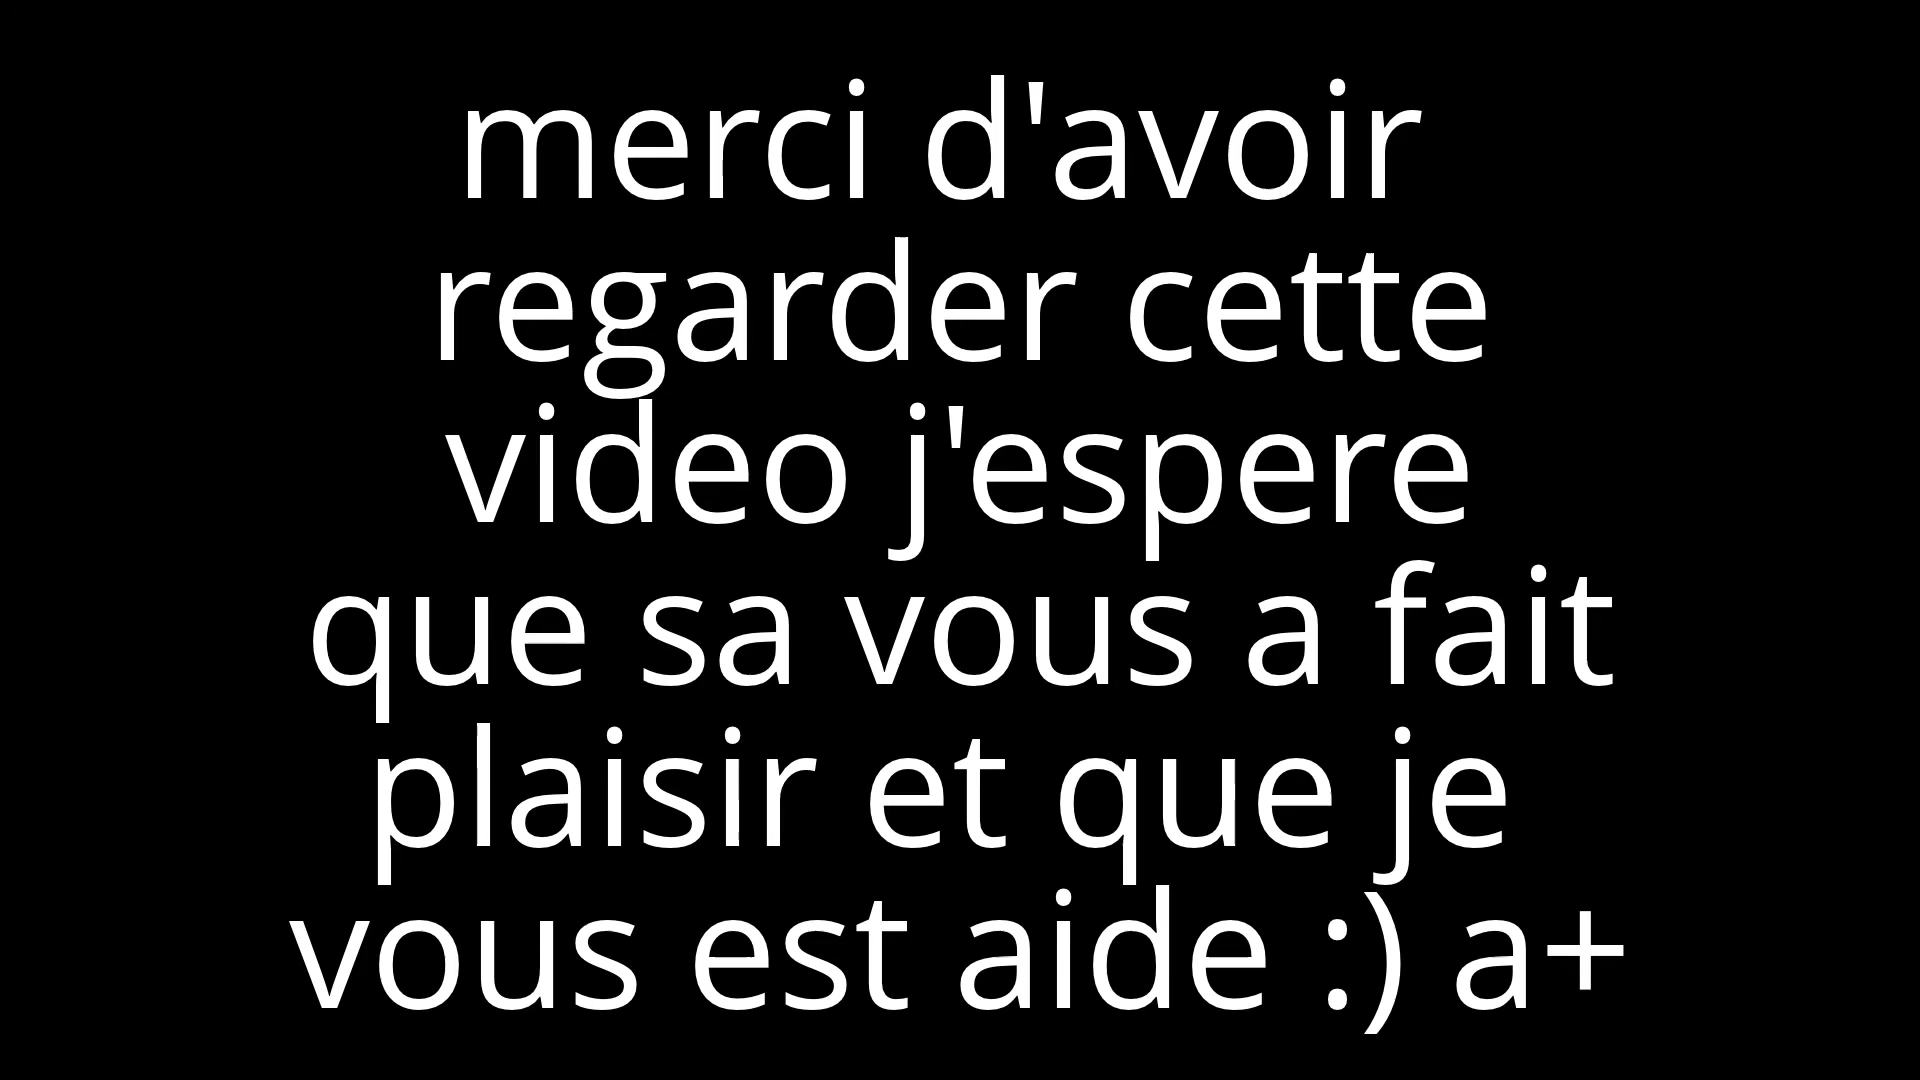 merci d'avoir
regarder cette
video j'espere
que sa vous a fait
plaisir et que je
vous est aide :) a+